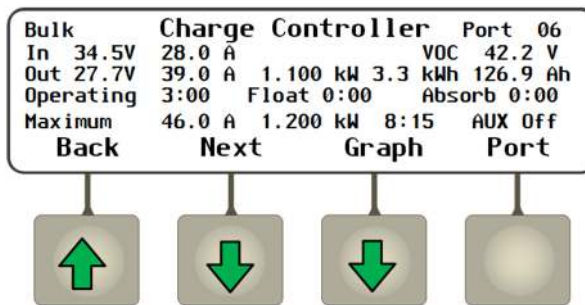 Bulk Charge Controller Port 06
In 34.5V 28.0 A VOC 42.2 V
Out 27.7V 39.0 A 1.100 kW 3.3 kWh 126.9 Ah
Operating 3:00 Float 0:00 Absorb 0:00
Maximum 46.0 A 1.200 kW 8:15 AUX Off
Back Next Graph Port